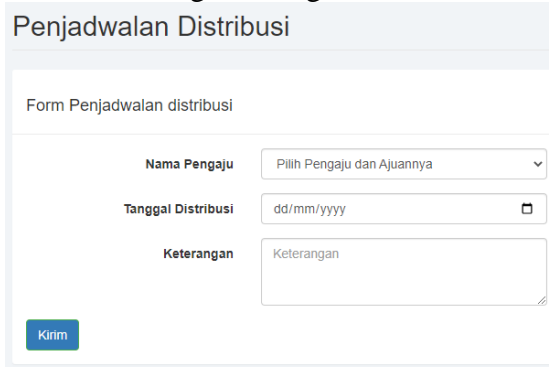 Penjadwalan Distribusi
Form Penjadwalan distribusi
Nama Pengaju Pilih Pengaju dan Ajuannya
Tanggal Distribusi dd/mm/yyyy
Keterangan Keterangan
Kirim